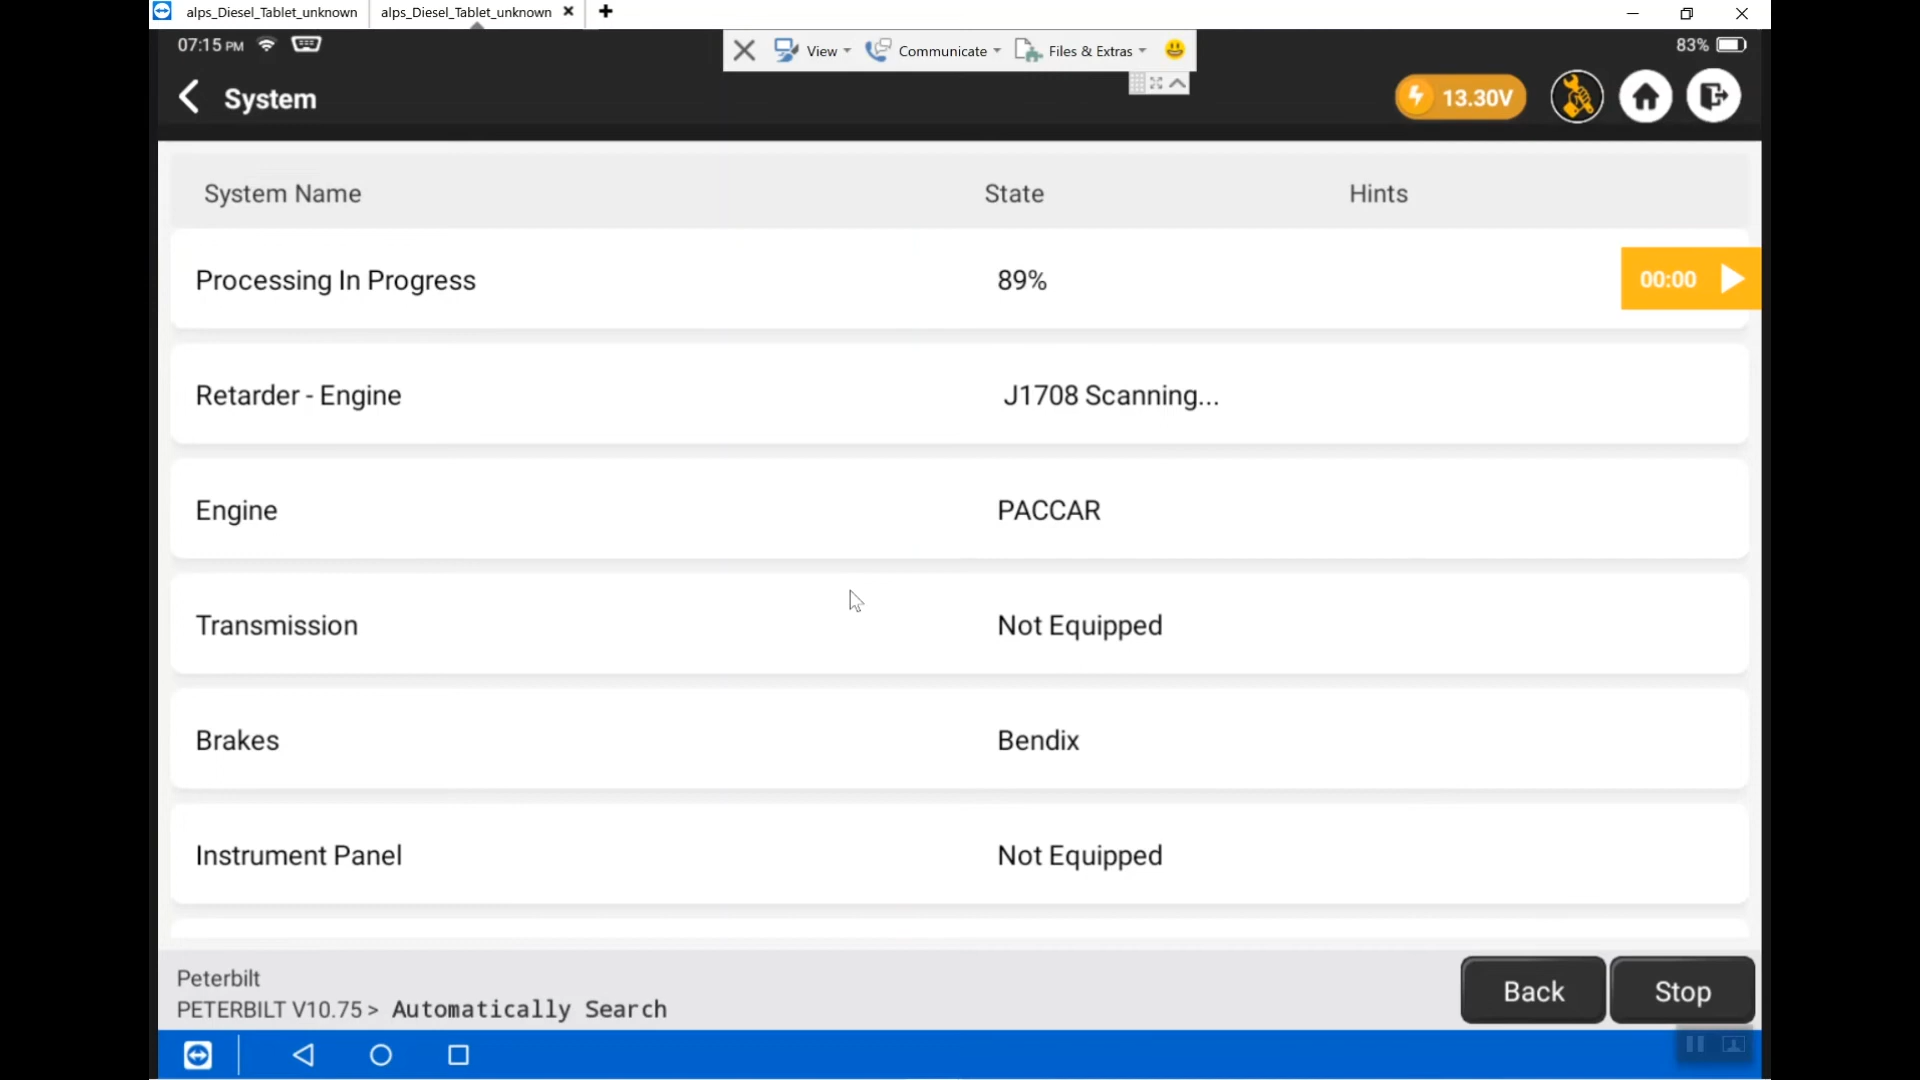 alps_Diesel_Tablet_unknown alps_Diesel_Tablet_unknown
07:15 PM
View Communicate Files & Extras
83%
System
13.30V
System Name State Hints
Processing In Progress 89%
00:00
Retarder - Engine J1708 Scanning...
Engine PACCAR
Transmission Not Equipped
Brakes Bendix
Instrument Panel Not Equipped
Peterbilt
PETERBILT V10.75 > Automatically Search
Back Stop